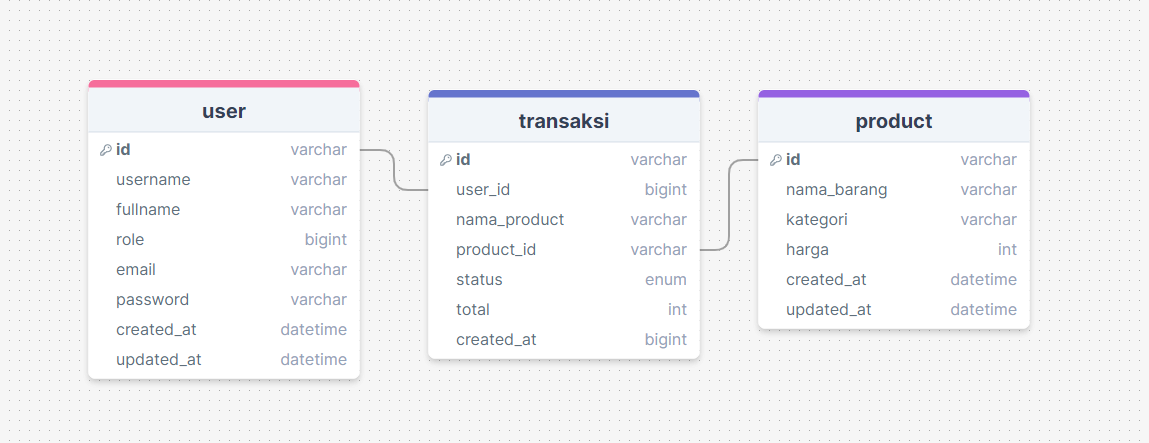 user
id varchar
username varchar
fullname varchar
role bigint
email varchar
password varchar
created_at datetime
updated_at datetime
transaksi
id varchar
user_id bigint
nama_product varchar
product_id varchar
status enum
total int
created_at bigint
product
id varchar
nama_barang varchar
kategori varchar
harga int
created_at datetime
updated_at datetime